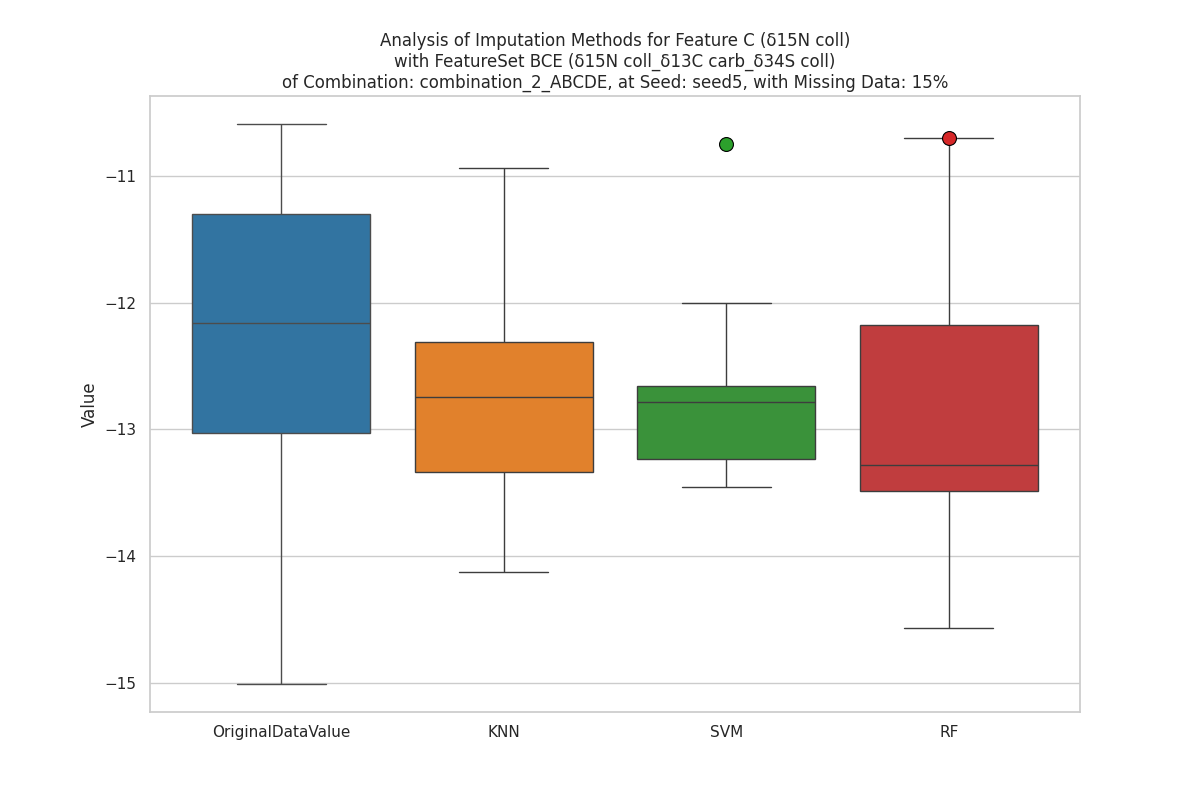 Analysis of Imputation Methods for Feature C (δ15N coll)
with FeatureSet BCE (δ15N coll_δ13C carb_δ34S coll)
of Combination: combination_2_ABCDE, at Seed: seed5, with Missing Data: 15%
Value
−11
−12
−13
−14
−15
OriginalDataValue
KNN
SVM
RF